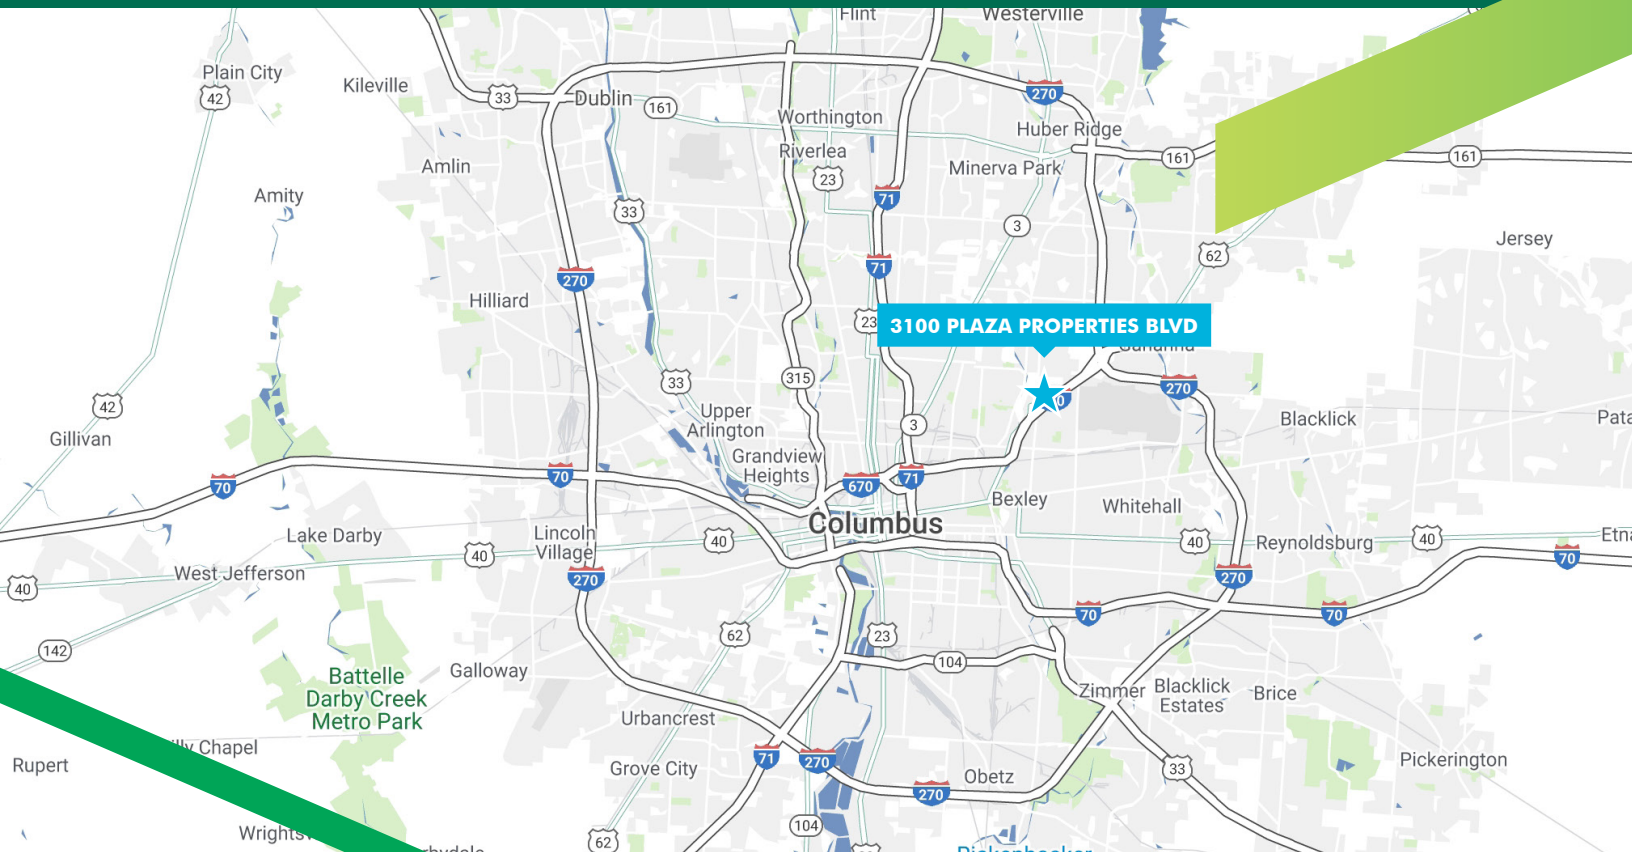 Flint
Westerville
Plain City
Kileville
42
33
Dublin
161
270
Worthington
Huber Ridge
Riverlea
Minerva Park
161
161
Amlin
23
Amity
71
33
3
Jersey
62
71
270
Hilliard
23
3100 PLAZA PROPERTIES BLVD
315
33
270
42
Upper
Arlington
3
Blacklick
Gillivan
Grandview
Heights
70
70
670
71
Bexley
Whitehall
Columbus
Lake Darby
Lincoln
Village
40
40
40
Reynoldsburg
40
70
West Jefferson
270
270
40
70
70
62
23
142
104
Galloway
Battelle
Darby Creek
Metro Park
Zimmer
Blacklick
Estates
Brice
Urbancrest
Chapel
Rupert
71
270
Grove City
Obetz
33
Pickerington
270
104
62